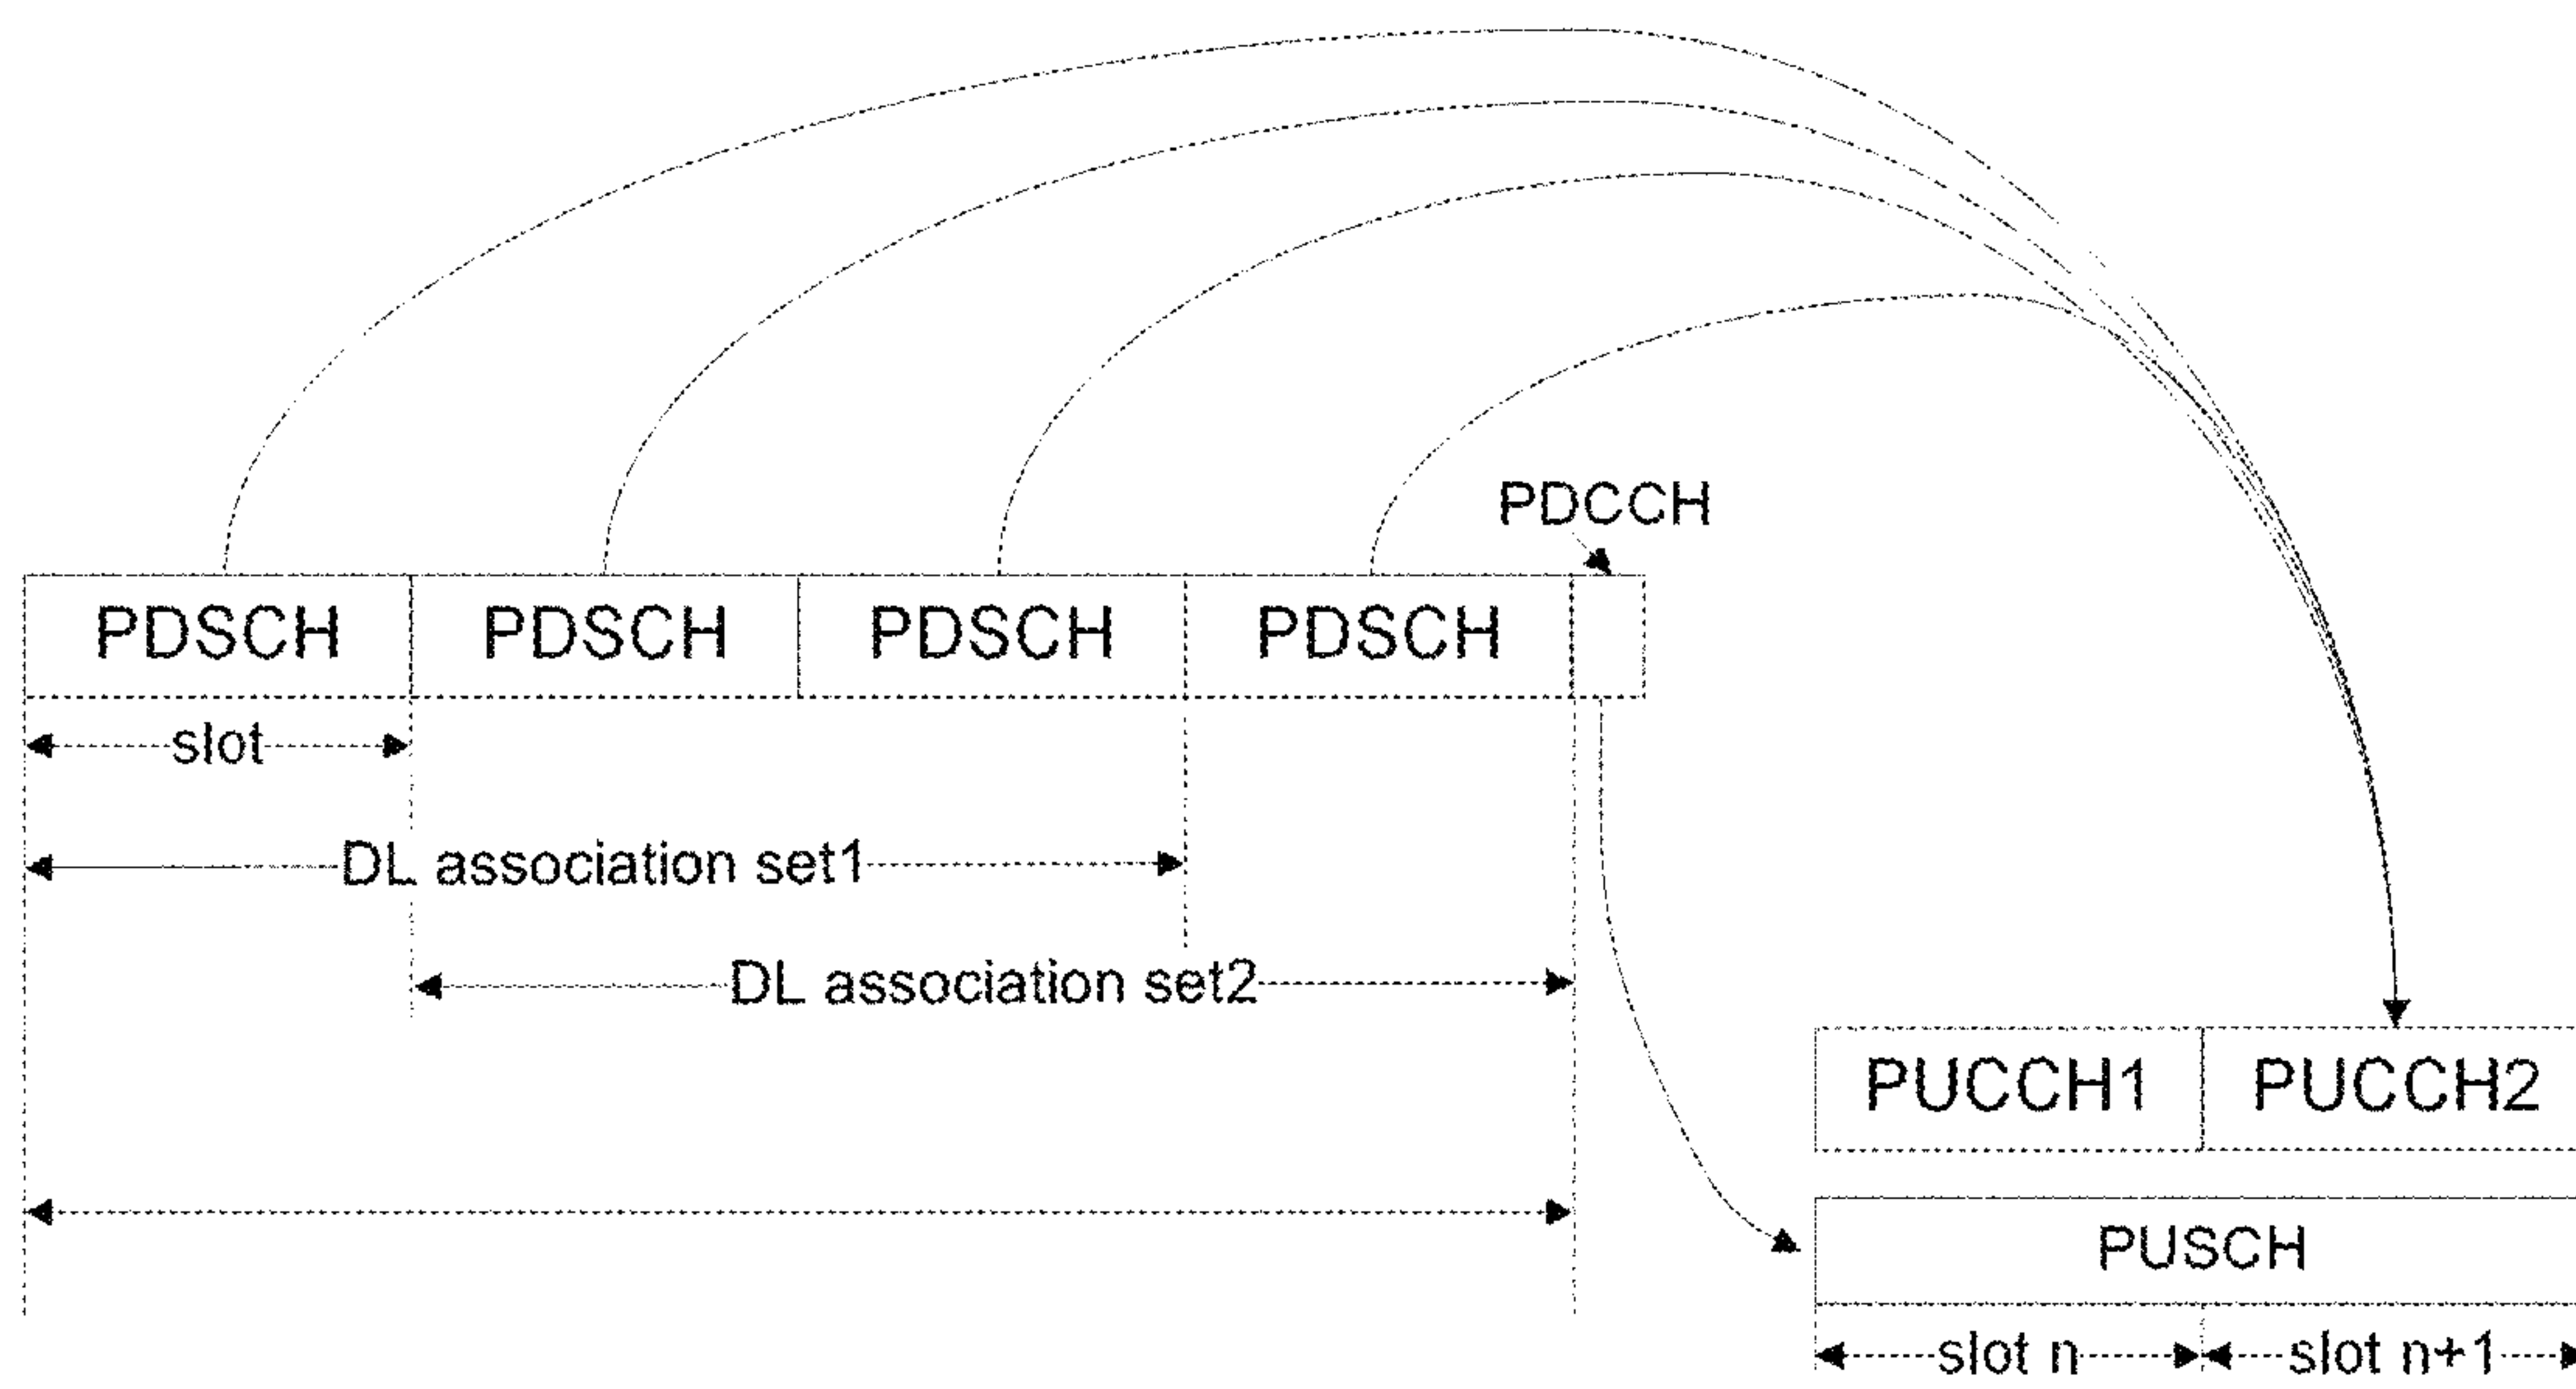 PDCCH
PDSCH PDSCH PDSCH PDSCH
slot
DL association set1
DL association set2
PUCCH1 PUCCH2
PUSCH
slot n slot n+1